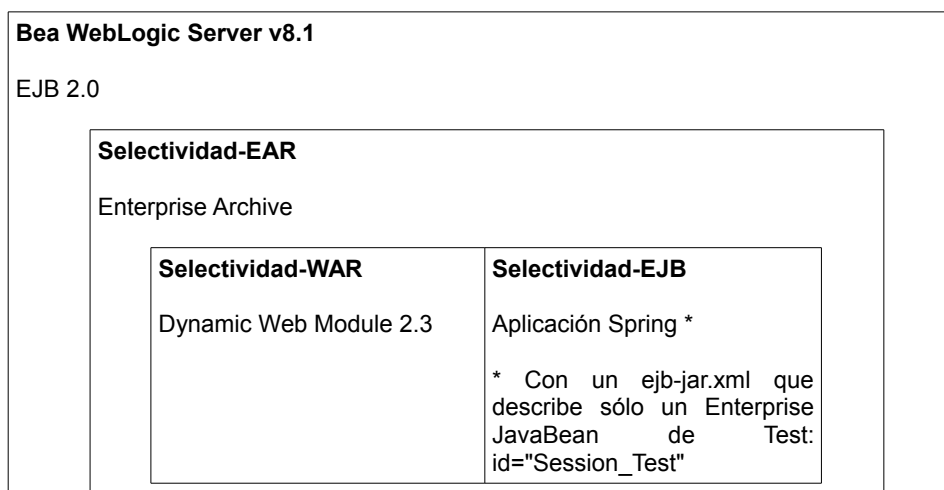 Bea WebLogic Server v8.1
EJB 2.0
Selectividad-EAR
Enterprise Archive
Selectividad-WAR
Dynamic Web Module 2.3
Selectividad-EJB
Aplicación Spring *
* Con un ejb-jar.xml que
describe sólo un Enterprise
JavaBean de Test:
id="Session_Test"